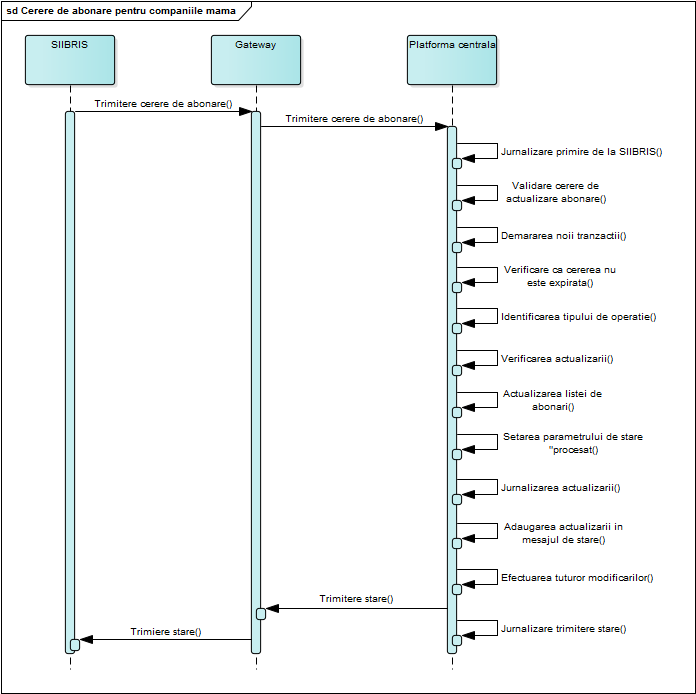 sd Cerere de abonare pentru companiile mama
SIIBRIS
Gateway
Platforma centrala
Trimitere cerere de abonare()
Trimitere cerere de abonare()
Jurnalizare primire de la SIIBRIS()
Validare cerere de
actualizare abonare()
Demararea noii tranzactii()
Verificare ca cererea nu
este expirata()
Identificarea tipului de operatie()
Verificarea actualizarii()
Actualizarea listei de
abonari()
Setarea parametrului de stare
"procesat()
Jurnalizarea actualizarii()
Adaugarea actualizarii in
mesajul de stare()
Efectuarea tuturor modificarilor()
Trimitere stare()
Jurnalizare trimitere stare()
Trimiere stare()